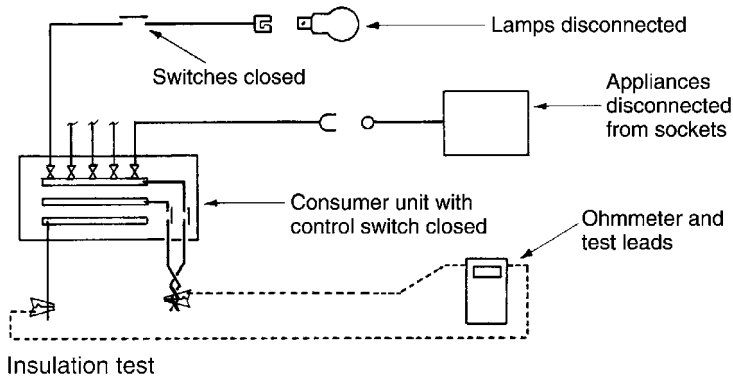 Lamps disconnected
Switches closed
Appliances
disconnected
from sockets
Consumer unit with
control switch closed
Ohmmeter and
test leads
Insulation test